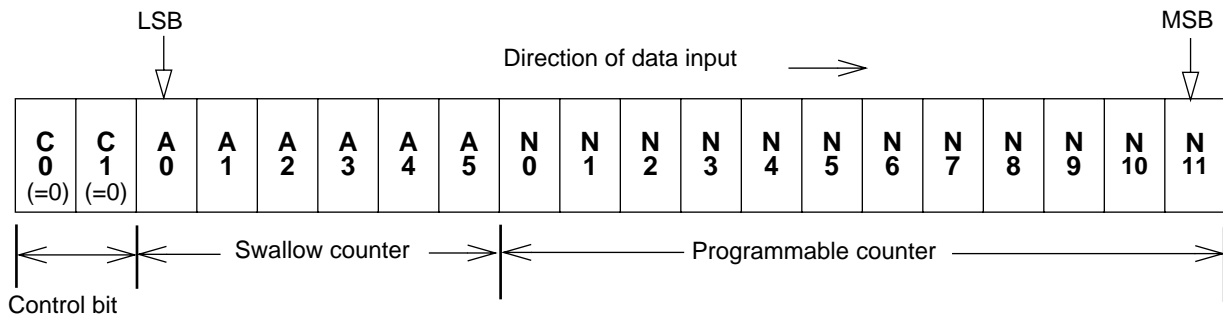 LSB
MSB
Direction of data input
C A A A A A A N N N N N N N N N N N N
0 1 0 1 2 3 4 5 0 1 2 3 4 5 6 7 8 9 10 11
(=0) (=0)
Swallow counter
Programmable counter
Control bit